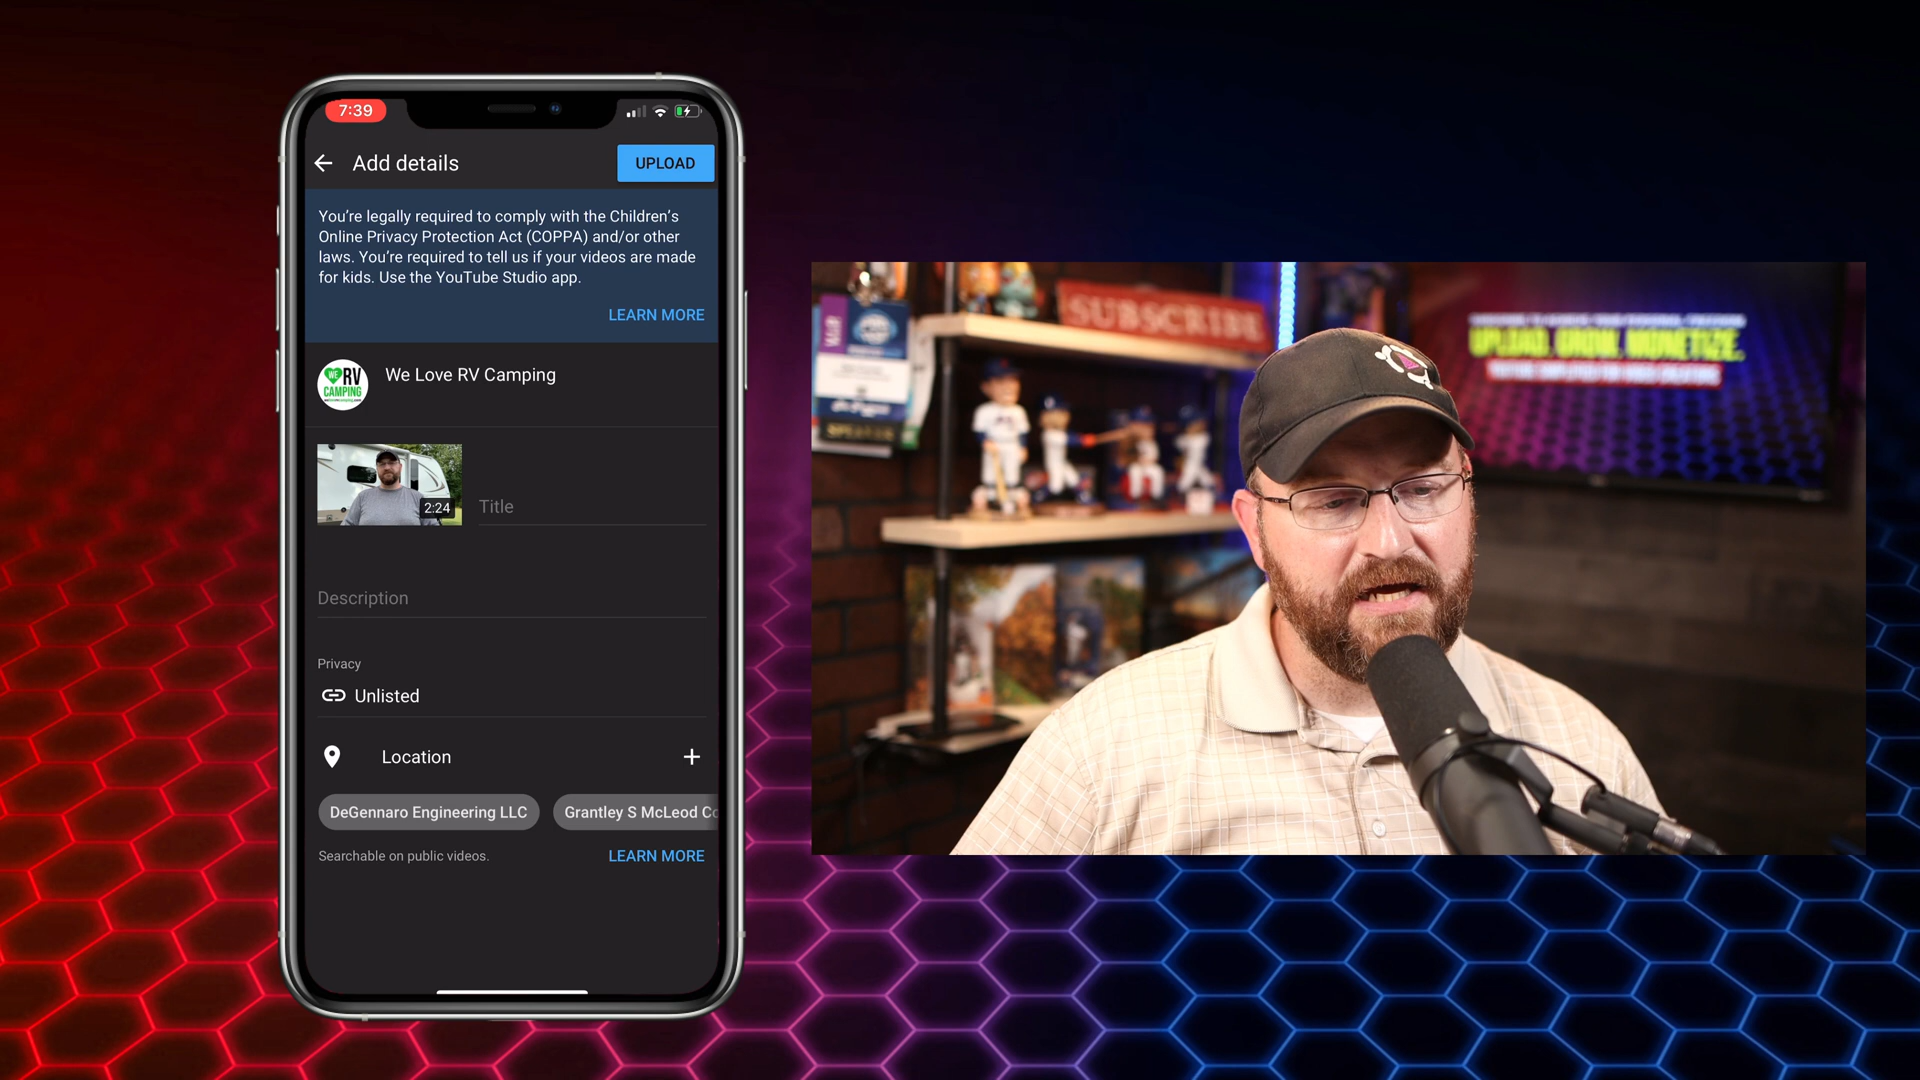 7:39
Add details
UPLOAD
You're legally required to comply with the Children's
Online Privacy Protection Act (COPPA) and/or other
laws. You're required to tell us if your videos are made
for kids. Use the YouTube Studio app.
LEARN MORE
WE RV
CAMPING
We Love RV Camping
2:24
Title
Description
Privacy
Unlisted
Location
DeGennaro Engineering LLC
Grantley S McLeod Co
Searchable on public videos.
LEARN MORE
SUBSCRIBE
UPLOAD. GROW. MONETIZE.
SPEAKER